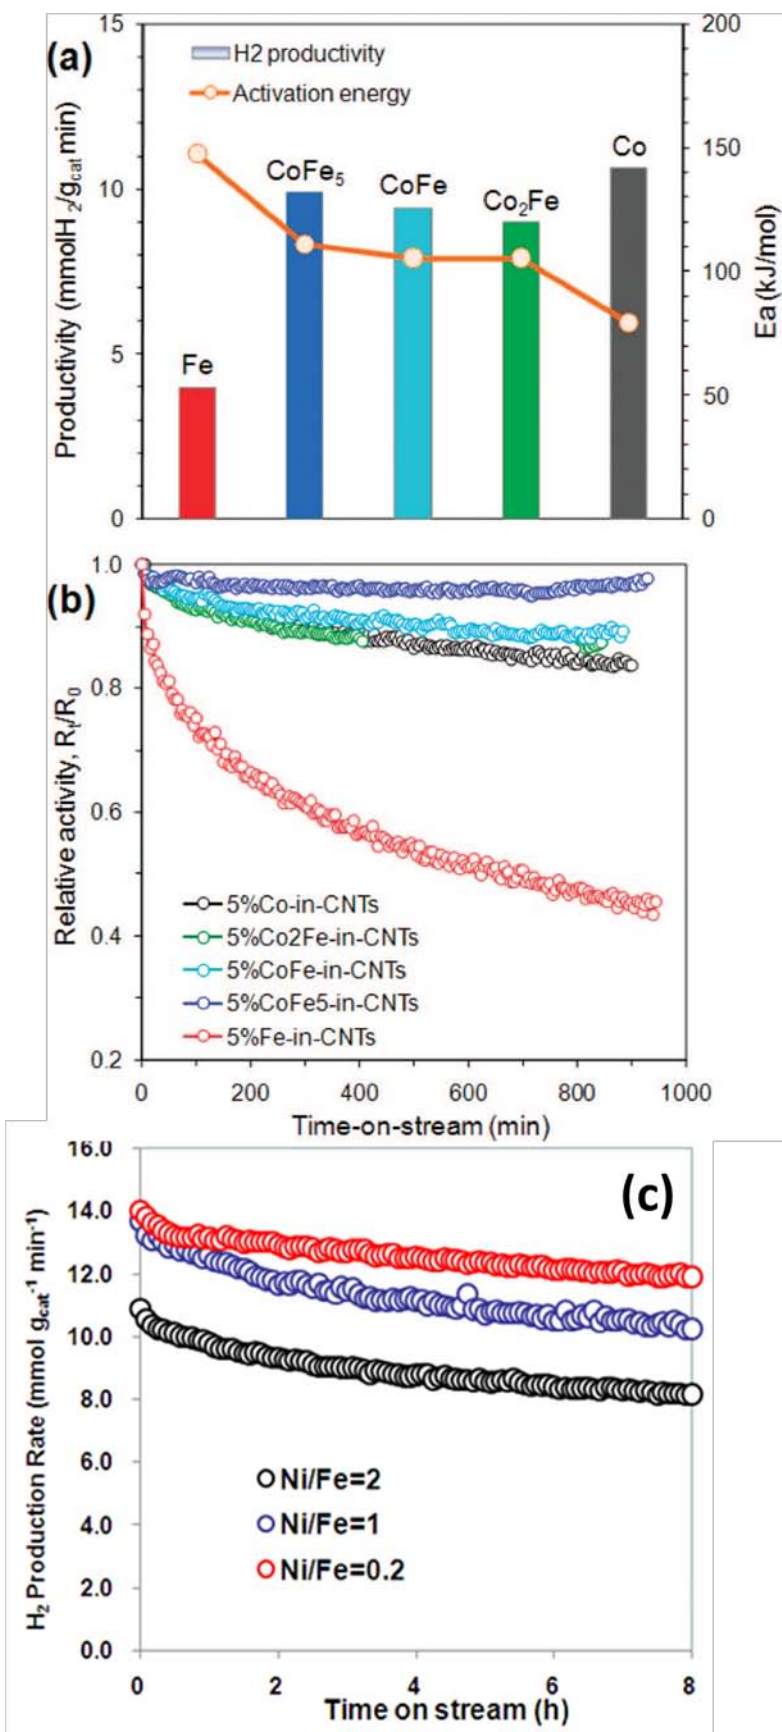 (a)
H2 productivity
Activation energy
Productivity (mmolH2/gcat min)
Ea (kJ/mol)
15
10
5
0
200
150
100
50
0
Fe
CoFe5
CoFe
Co2Fe
Co
(b)
Relative activity, Rt/R0
1.0
0.8
0.6
0.4
0.2
5%Co-in-CNTs
5%Co2Fe-in-CNTs
5%CoFe-in-CNTs
5%CoFe5-in-CNTs
5%Fe-in-CNTs
0 200 400 600 800 1000
Time-on-stream (min)
(c)
H2 Production Rate (mmol gcat-1 min-1)
16.0
14.0
12.0
10.0
8.0
6.0
4.0
2.0
0.0
Ni/Fe=2
Ni/Fe=1
Ni/Fe=0.2
0 2 4 6 8
Time on stream (h)